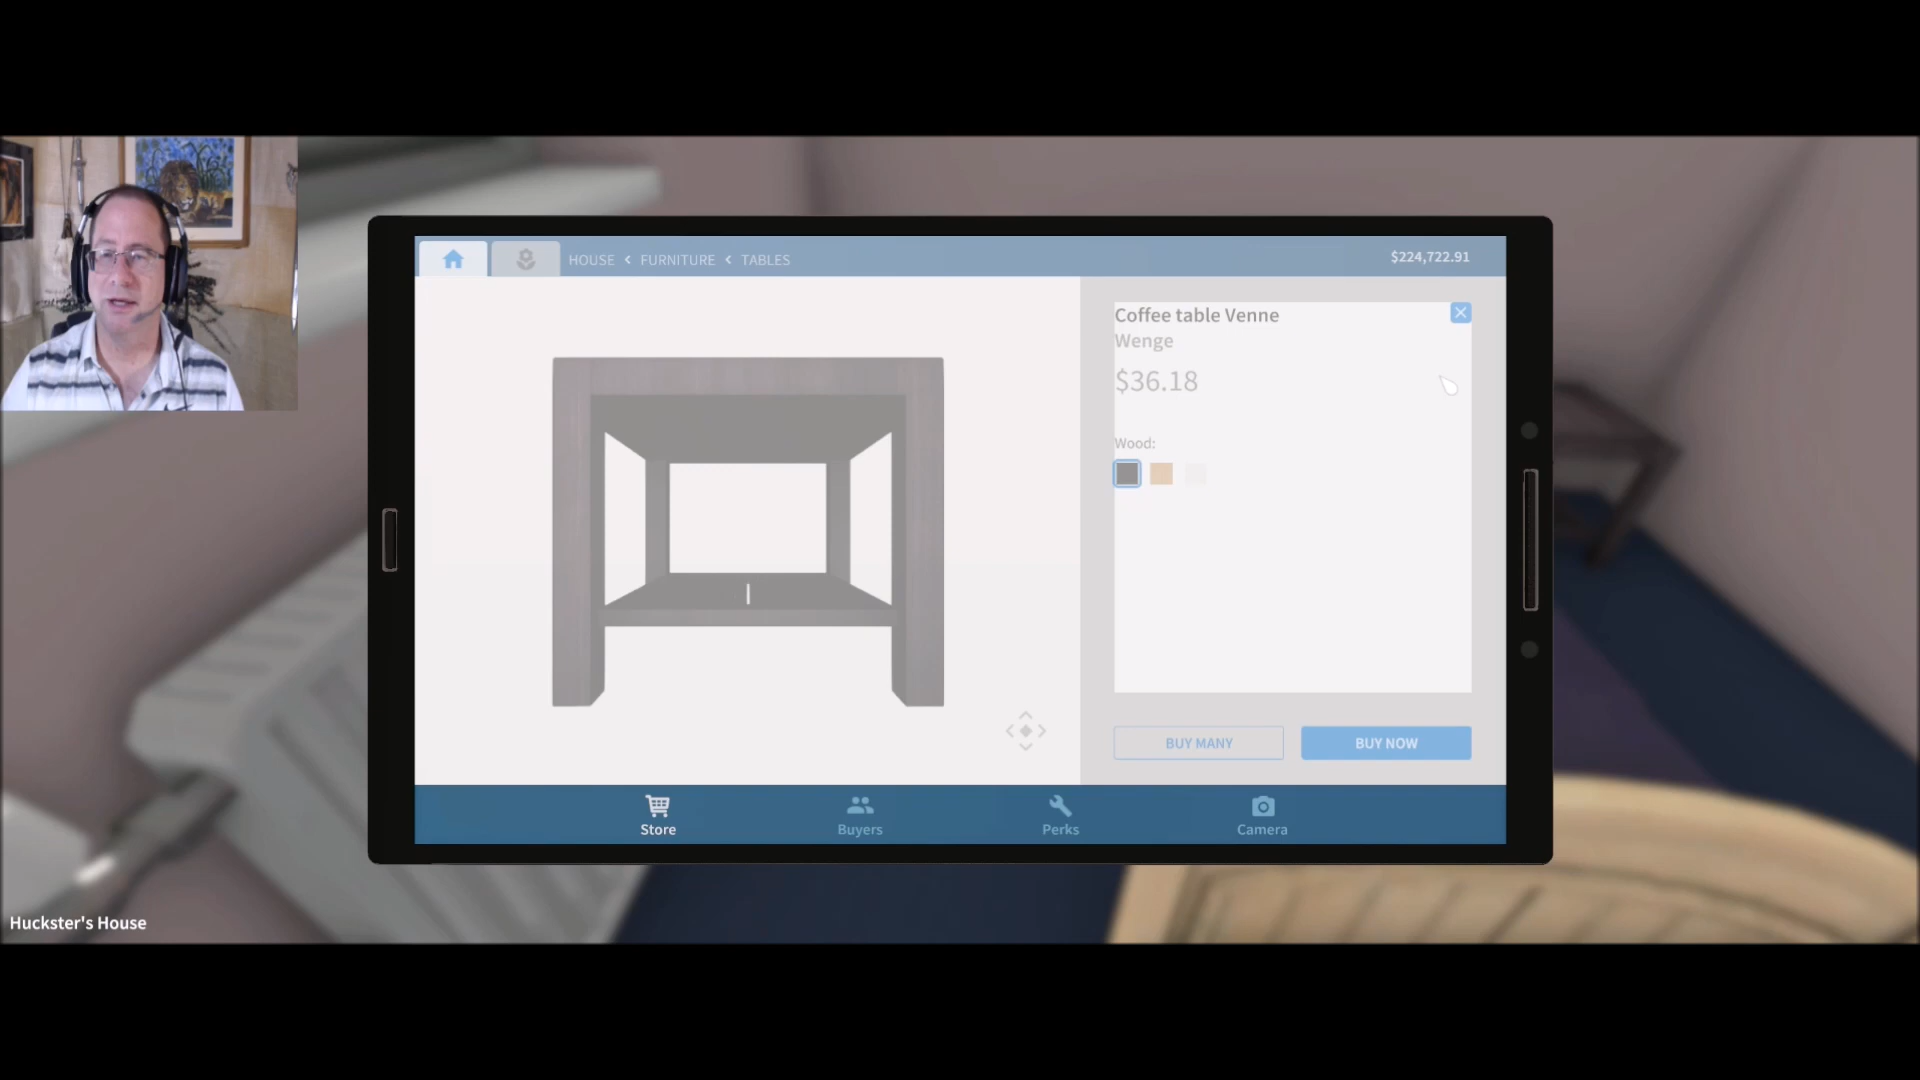 HOUSE < FURNITURE < TABLES
$224,722.91
Coffee table Venne
Wenge
$36.18
Wood:
BUY MANY
BUY NOW
Store
Buyers
Perks
Camera
Huckster's House